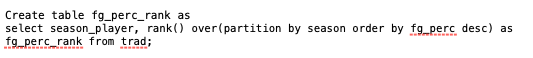 Create table fg_perc_rank as
select season_player, rank() over(partition by season order by fg_perc desc) as
fg_perc_rank from trad;